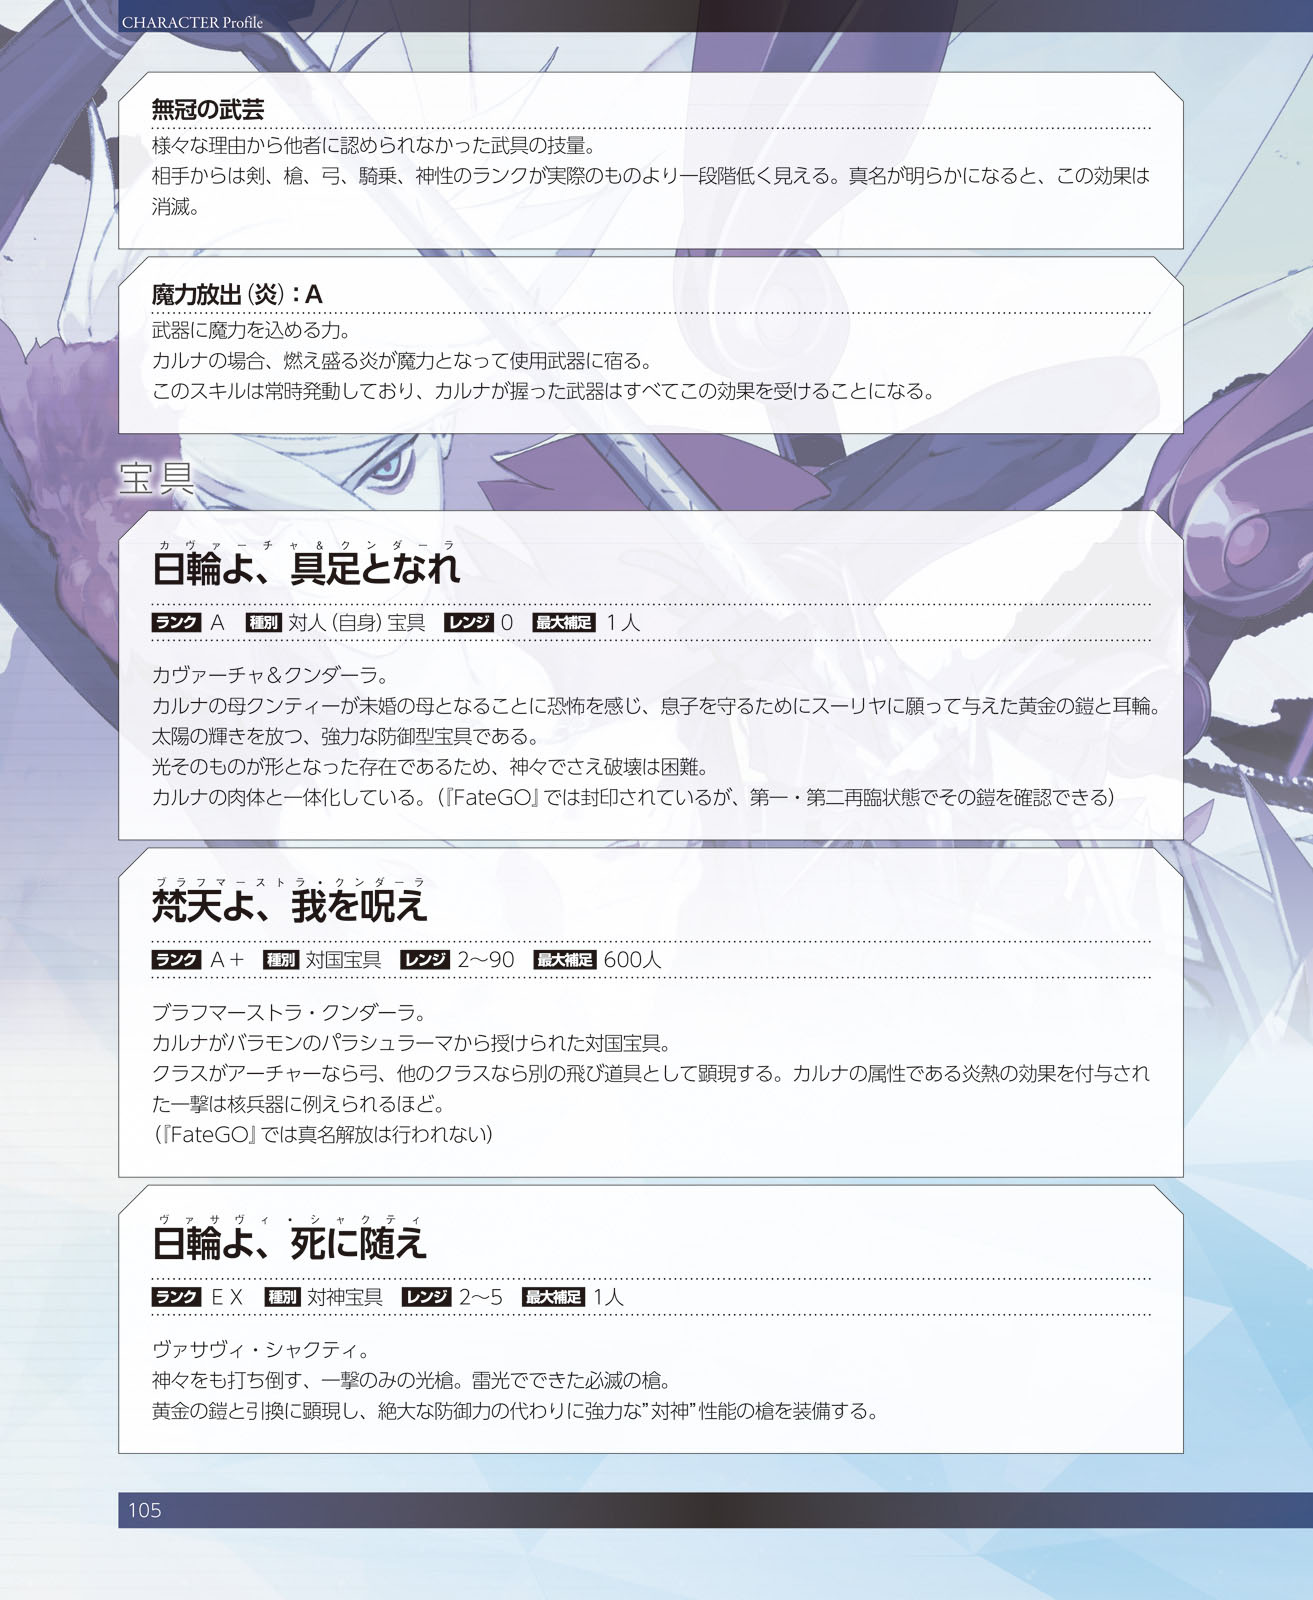 CHARACTER Profile
無冠の武芸
様々な理由から他者に認められなかった武具の技量。
相手からは剣、槍、弓、騎乗、神性のランクが実際のものより一段階低く見える。真名が明らかになると、この効果は
消滅。
魔力放出（炎）：A
武器に魔力を込める力。
カルナの場合、燃え盛る炎が魔力となって使用武器に宿る。
このスキルは常時発動しており、カルナが握った武器はすべてこの効果を受けることになる。
宝具
カヴァーチャ＆クンダーラ
日輪よ、具足となれ
ランク A 種別 対人（自身）宝具 レンジ 0 最大補足 1人
カヴァーチャ＆クンダーラ。
カルナの母クンティーが未婚の母となることに恐怖を感じ、息子を守るためにスーリヤに願って与えた黄金の鎧と耳輪。
太陽の輝きを放つ、強力な防御型宝具である。
光そのものが形となった存在であるため、神々でさえ破壊は困難。
カルナの肉体と一体化している。（『FateGO』では封印されているが、第一・第二再臨状態でその鎧を確認できる）
ブラフマーストラ・クンダーラ
梵天よ、我を呪え
ランク A＋ 種別 対国宝具 レンジ 2～90 最大補足 600人
ブラフマーストラ・クンダーラ。
カルナがバラモンのパラシュラーマから授けられた対国宝具。
クラスがアーチャーなら弓、他のクラスなら別の飛び道具として顕現する。カルナの属性である炎熱の効果を付与され
た一撃は核兵器に例えられるほど。
（『FateGO』では真名解放は行われない）
ヴァサヴィ・シャクティ
日輪よ、死に随え
ランク EX 種別 対神宝具 レンジ 2～5 最大補足 1人
ヴァサヴィ・シャクティ。
神々をも打ち倒す、一撃のみの光槍。雷光でできた必滅の槍。
黄金の鎧と引換に顕現し、絶大な防御力の代わりに強力な”対神”性能の槍を装備する。
105